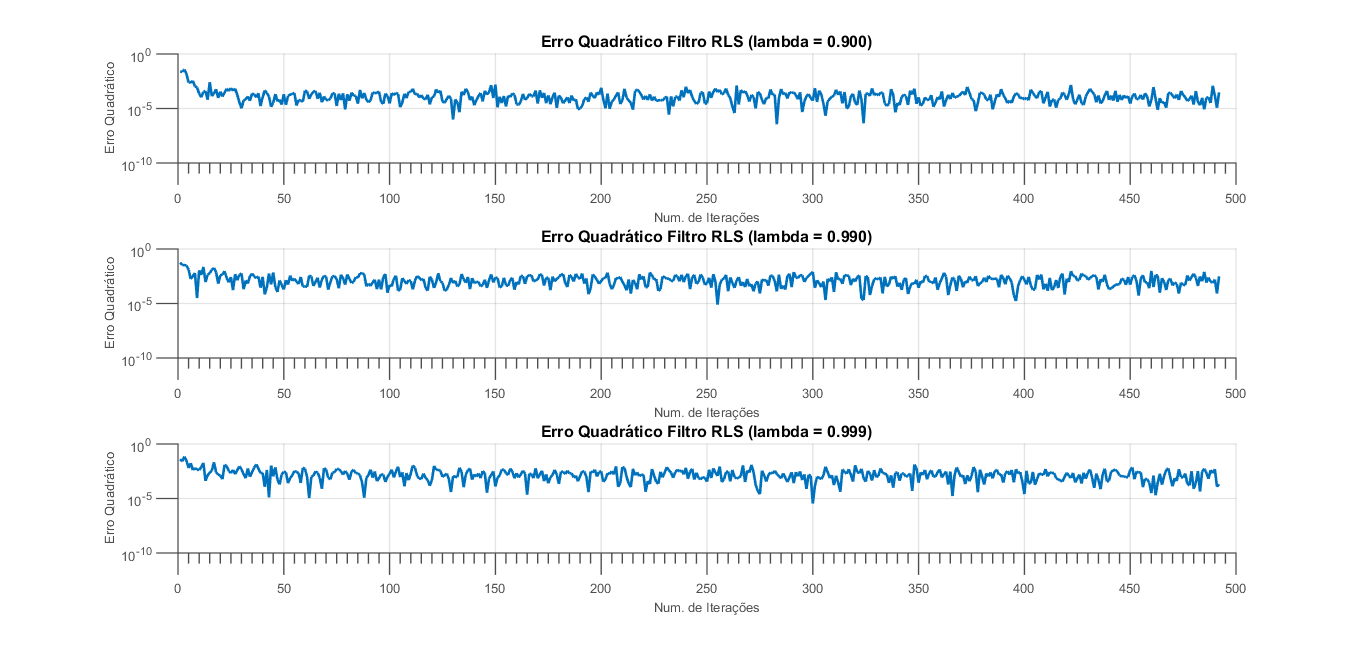 Erro Quadrático Filtro RLS (lambda = 0.900)
Erro Quadrático
10^0
10^-5
10^-10
0 50 100 150 200 250 300 350 400 450 500
Num. de Iterações
Erro Quadrático Filtro RLS (lambda = 0.990)
Erro Quadrático
10^0
10^-5
10^-10
0 50 100 150 200 250 300 350 400 450 500
Num. de Iterações
Erro Quadrático Filtro RLS (lambda = 0.999)
Erro Quadrático
10^0
10^-5
10^-10
0 50 100 150 200 250 300 350 400 450 500
Num. de Iterações